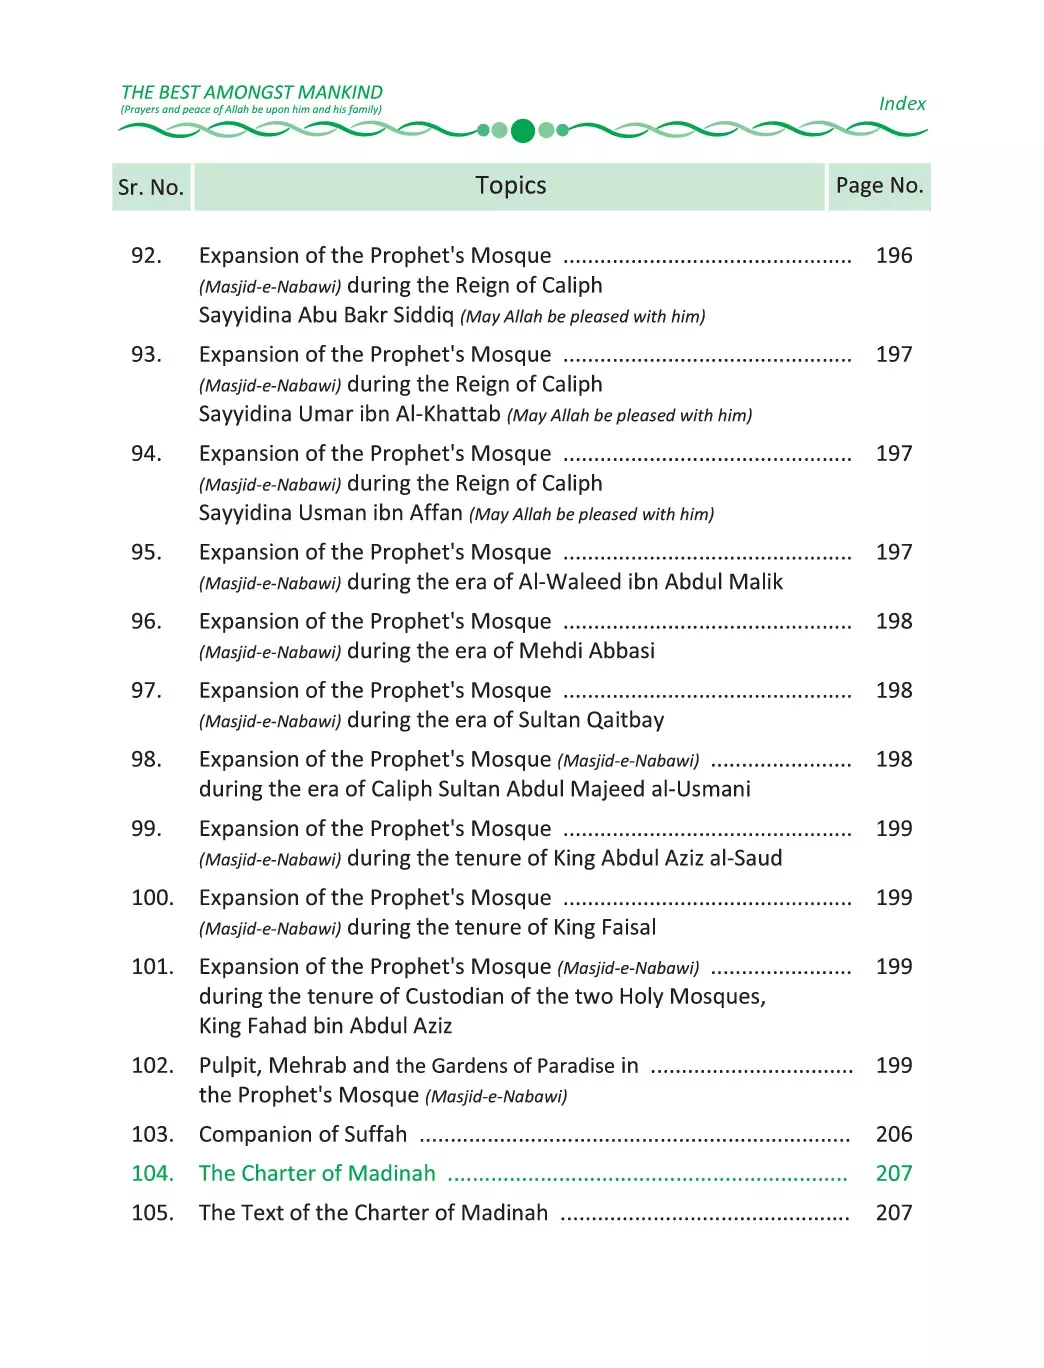 THE BEST AMONGST MANKIND
(Prayers and peace of Allah be upon him and his family)
Index
Sr. No. Topics Page No.
92. Expansion of the Prophet's Mosque ............................................... 196
(Masjid-e-Nabawi) during the Reign of Caliph
Sayyidina Abu Bakr Siddiq (May Allah be pleased with him)
93. Expansion of the Prophet's Mosque ............................................... 197
(Masjid-e-Nabawi) during the Reign of Caliph
Sayyidina Umar ibn Al-Khattab (May Allah be pleased with him)
94. Expansion of the Prophet's Mosque ............................................... 197
(Masjid-e-Nabawi) during the Reign of Caliph
Sayyidina Usman ibn Affan (May Allah be pleased with him)
95. Expansion of the Prophet's Mosque ............................................... 197
(Masjid-e-Nabawi) during the era of Al-Waleed ibn Abdul Malik
96. Expansion of the Prophet's Mosque ............................................... 198
(Masjid-e-Nabawi) during the era of Mehdi Abbasi
97. Expansion of the Prophet's Mosque ............................................... 198
(Masjid-e-Nabawi) during the era of Sultan Qaitbay
98. Expansion of the Prophet's Mosque (Masjid-e-Nabawi) ....................... 198
during the era of Caliph Sultan Abdul Majeed al-Usmani
99. Expansion of the Prophet's Mosque ............................................... 199
(Masjid-e-Nabawi) during the tenure of King Abdul Aziz al-Saud
100. Expansion of the Prophet's Mosque ............................................... 199
(Masjid-e-Nabawi) during the tenure of King Faisal
101. Expansion of the Prophet's Mosque (Masjid-e-Nabawi) ....................... 199
during the tenure of Custodian of the two Holy Mosques,
King Fahad bin Abdul Aziz
102. Pulpit, Mehrab and the Gardens of Paradise in ................................. 199
the Prophet's Mosque (Masjid-e-Nabawi)
103. Companion of Suffah ...................................................................... 206
104. The Charter of Madinah ................................................................. 207
105. The Text of the Charter of Madinah ............................................... 207